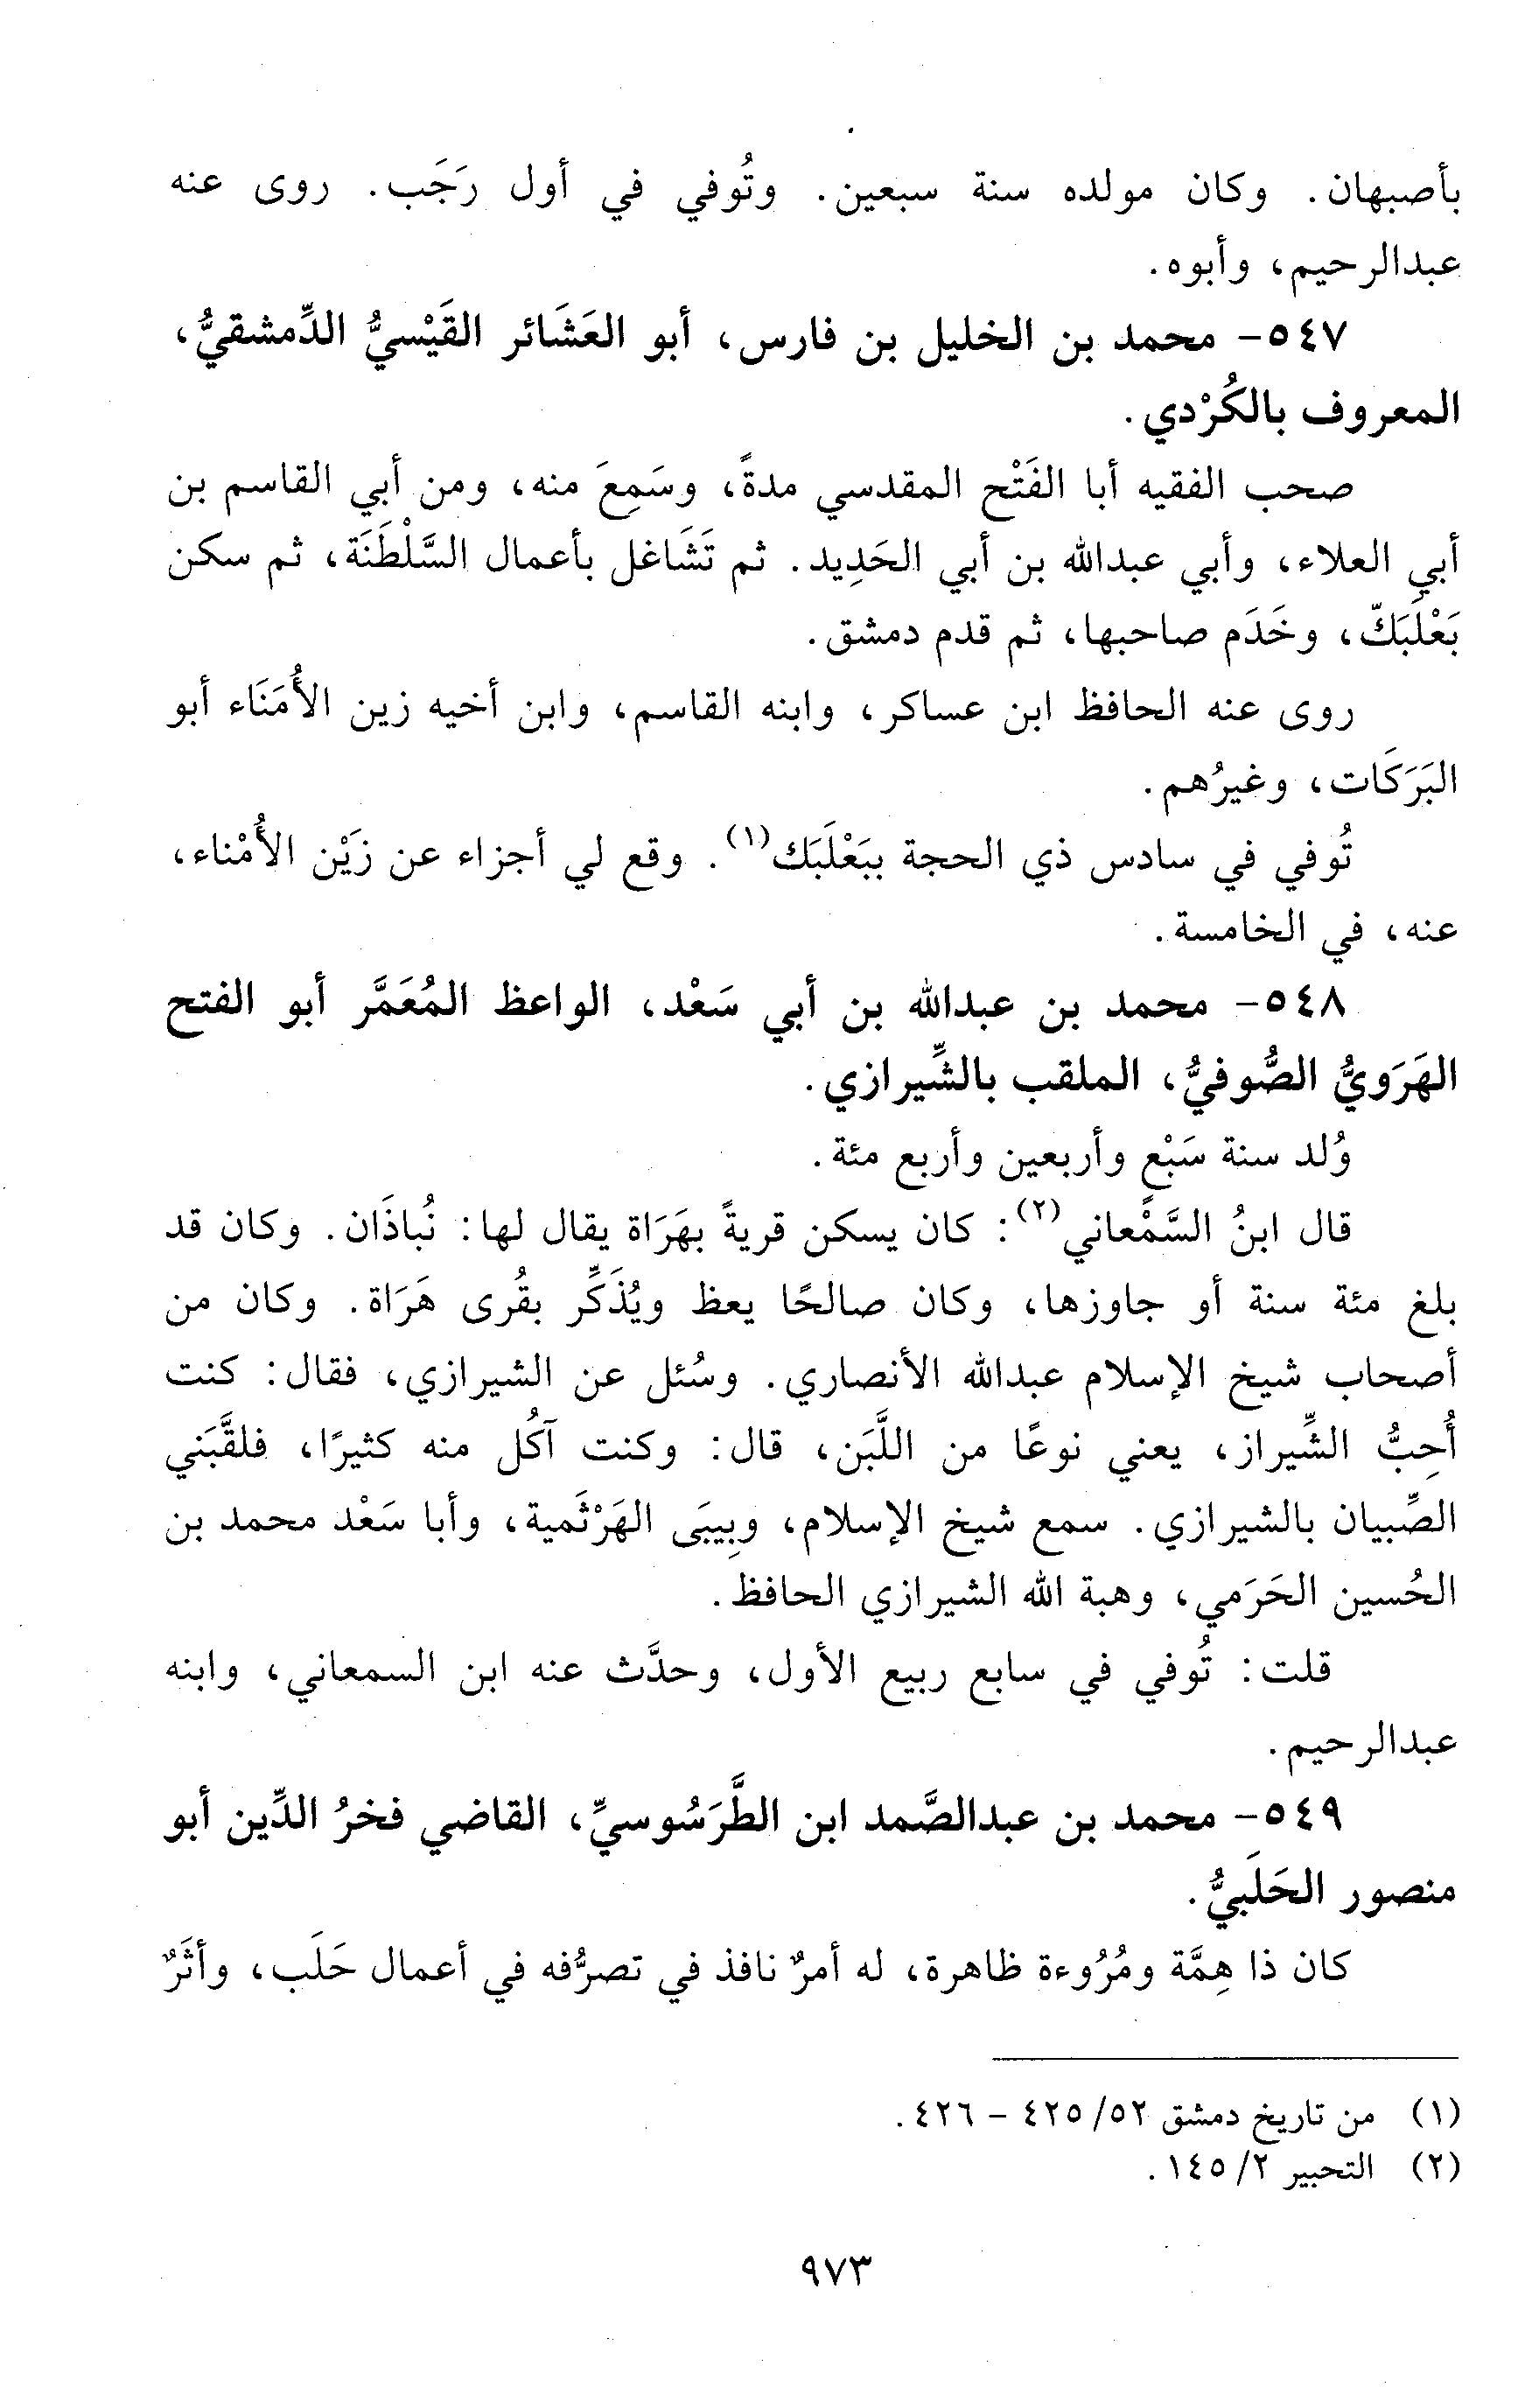 بأصبهان. وكان مولده سنة سبعين. وتُوفي في أول رَجَب. روى عنه
عبدالرحيم، وأبوه.
٥٤٧- محمد بن الخليل بن فارس، أبو العَشَائر القَيْسيُّ الدِّمشقيُّ،
المعروف بالكُرْدي.
صحب الفقيه أبا الفَتْح المقدسي مدةً، وسَمِعَ منه، ومن أبي القاسم بن
أبي العلاء، وأبي عبدالله بن أبي الحَدِيد. ثم تَشَاغل بأعمال السَّلْطَنَة، ثم سكن
بَعْلَبَكّ، وخَدَم صاحبها، ثم قدم دمشق.
روى عنه الحافظ ابن عساكر، وابنه القاسم، وابن أخيه زين الأُمَنَاء أبو
البَرَكَات، وغيرُهم.
تُوفي في سادس ذي الحجة ببَعْلَبَك(١). وقع لي أجزاء عن زَيْن الأُمْناء،
عنه، في الخامسة.
٥٤٨- محمد بن عبدالله بن أبي سَعْد، الواعظ المُعَمَّر أبو الفتح
الهَرَويُّ الصُّوفيُّ، الملقب بالشِّيرازي.
وُلد سنة سَبْع وأربعين وأربع مئة.
قال ابنُ السَّمْعاني(٢): كان يسكن قريةً بهَرَاة يقال لها: نُباذَان. وكان قد
بلغ مئة سنة أو جاوزها، وكان صالحًا يعظ ويُذَكِّر بقُرى هَرَاة. وكان من
أصحاب شيخ الإسلام عبدالله الأنصاري. وسُئل عن الشيرازي، فقال: كنت
أُحِبُّ الشِّيراز، يعني نوعًا من اللَّبَن، قال: وكنت آكُل منه كثيرًا، فلقَّبَني
الصِّبيان بالشيرازي. سمع شيخ الإسلام، وبِيبَى الهَرْثَمية، وأبا سَعْد محمد بن
الحُسين الحَرَمي، وهبة الله الشيرازي الحافظ.
قلت: تُوفي في سابع ربيع الأول، وحدَّث عنه ابن السمعاني، وابنه
عبدالرحيم.
٥٤٩- محمد بن عبدالصَّمد ابن الطَّرَسُوسيِّ، القاضي فخرُ الدِّين أبو
منصور الحَلَبيُّ.
كان ذا هِمَّة ومُرُوءة ظاهرة، له أمرٌ نافذ في تصرُّفه في أعمال حَلَب، وأثَرٌ
(١) من تاريخ دمشق ٥٢/ ٤٢٥ - ٤٢٦.
(٢) التحبير ٢/ ١٤٥.
٩٧٣